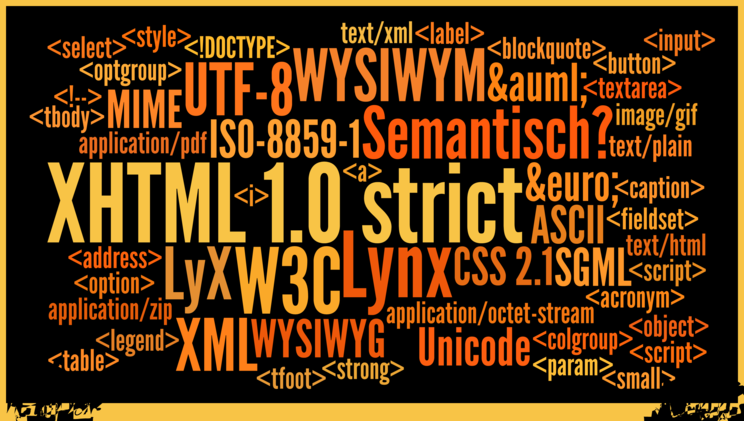 <select>
<style>
<!DOCTYPE>
text/xml
<label>
<blockquote>
<input>
<optgroup>
UTF-8
WYSIWYM
&auml;
<button>
<textarea>
<!-->
<tbody>
MIME
image/gif
application/pdf
ISO-8859-1
Semantisch?
text/plain
XHTML 1.0 strict
<i>
<a>
&euro;
<caption>
ASCII
<fieldset>
text/html
<address>
LyX
W3C
Lynx
CSS 2.1
SGML
<script>
<option>
<acronym>
application/zip
application/octet-stream
<legend>
XML
WYSIWYG
Unicode
<colgroup>
<object>
<script>
<table>
<tfoot>
<strong>
<param>
<small>